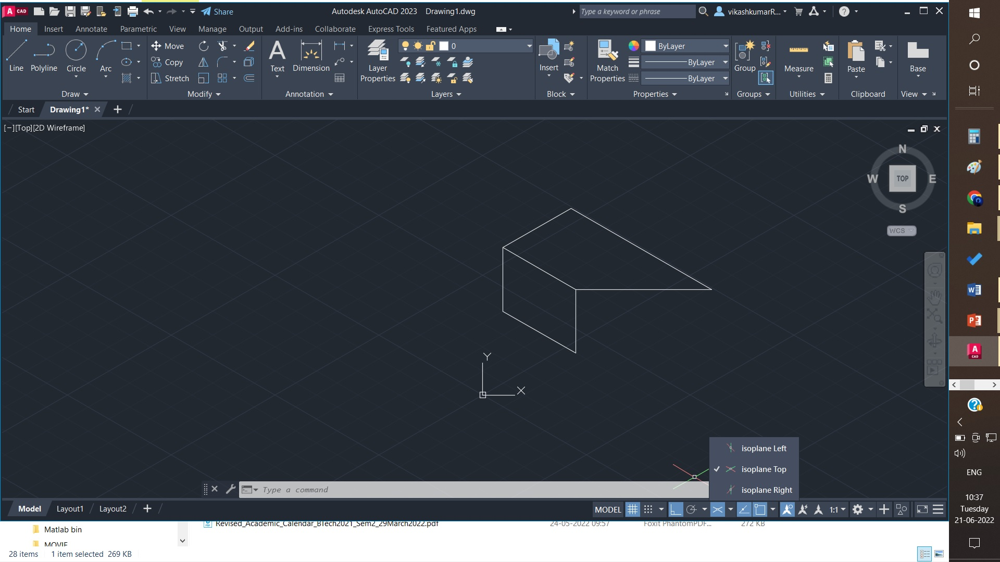 A CAD
Share
Autodesk AutoCAD 2023 Drawing1.dwg
Type a keyword or phrase
vikashkumarR...
Home Insert Annotate Parametric View Manage Output Add-ins Collaborate Express Tools Featured Apps
Line Polyline Circle Arc
Move
Copy
Stretch
Text Dimension
Layer
Properties
0
Insert
Match
Properties
ByLayer
ByLayer
ByLayer
Group
Measure
Paste
Base
Draw Modify Annotation Layers Block Properties Groups Utilities Clipboard View
Start Drawing1*
[−][Top][2D Wireframe]
N
W TOP E
S
WCS
Y
X
isoplane Left
isoplane Top
isoplane Right
Type a command
Model Layout1 Layout2
MODEL
1:1
Revised_Academic_Calendar_BTech2021_Sem2_29March2022.pdf 24-05-2022 09:57 Foxit PhantomPDF... 272 KB
Matlab bin
MOVIE
28 items 1 item selected 269 KB
W
P
A
CAD
ENG
10:37
Tuesday
21-06-2022